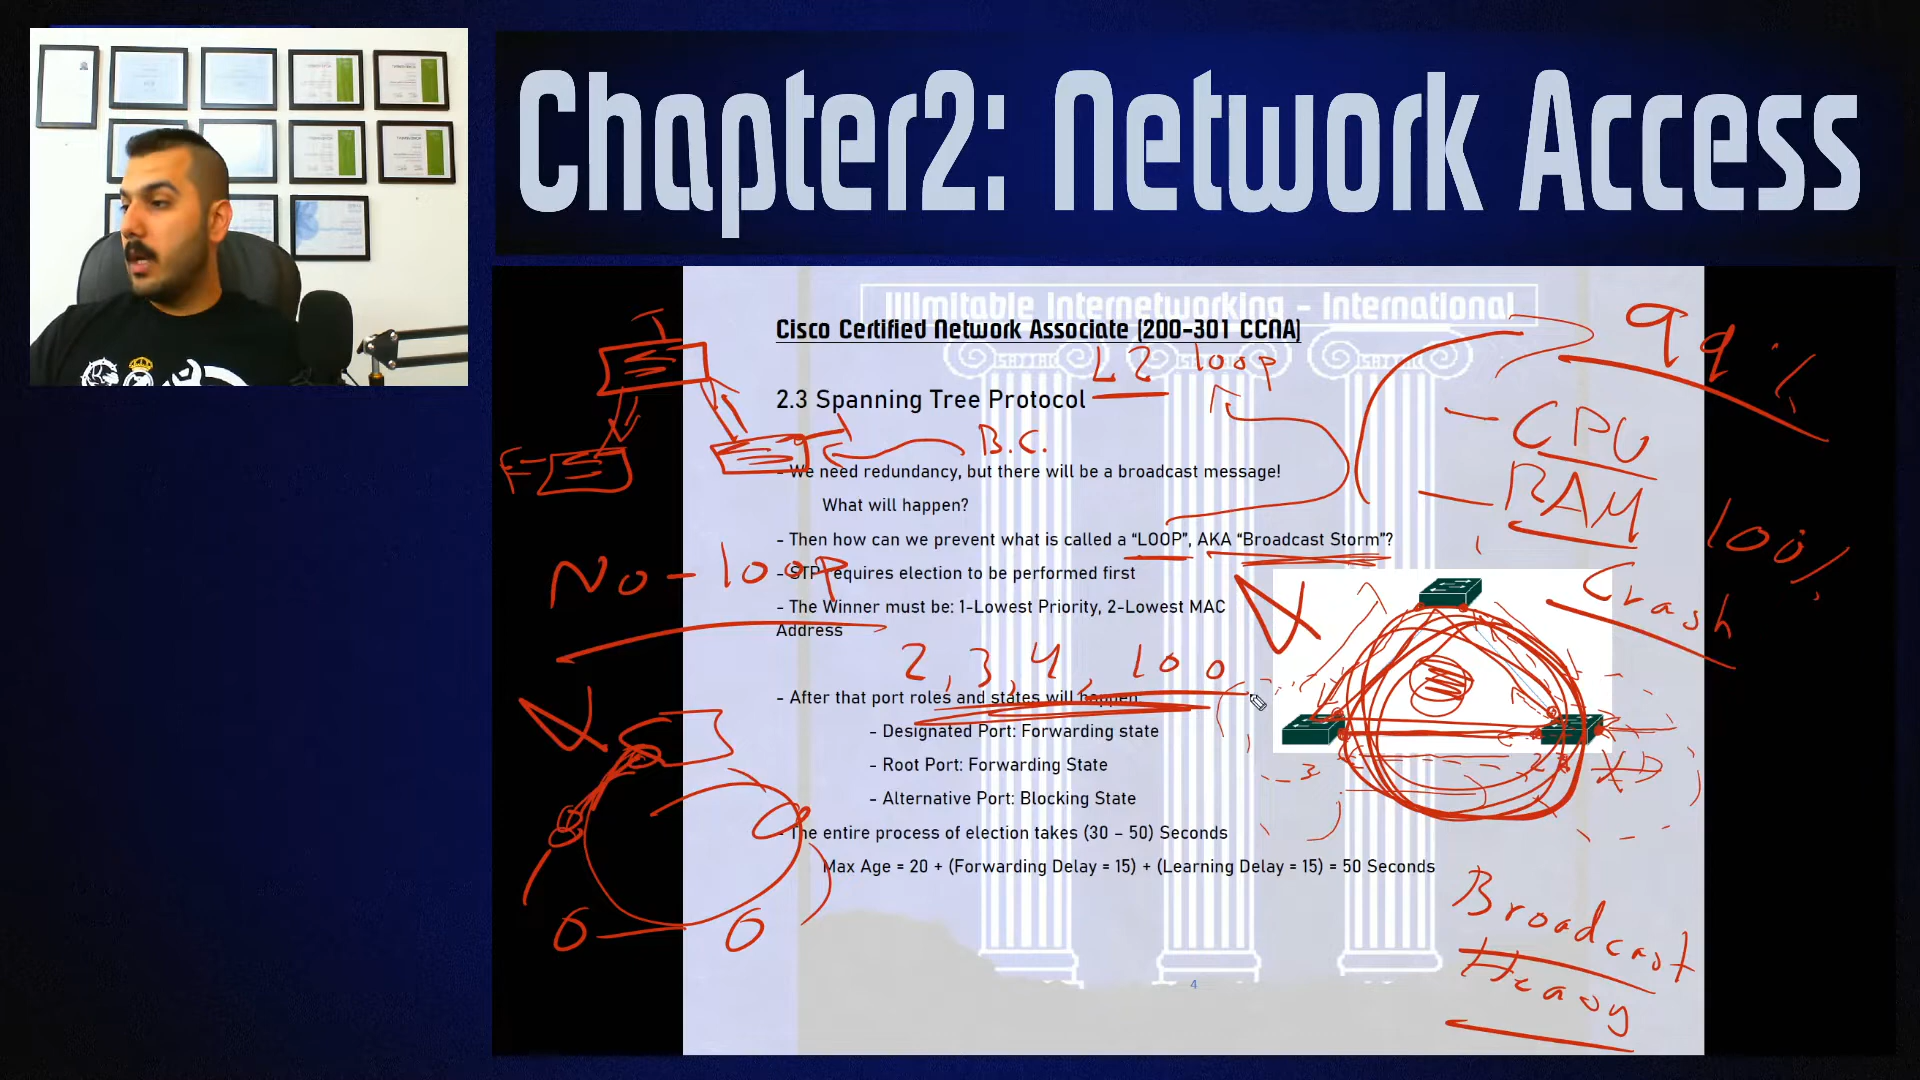 Chapter2: Network Access
Illimitable Internetworking - International
Cisco Certified Network Associate (200-301 CCNA)
L2 loop
99%
2.3 Spanning Tree Protocol
- CPU
B.C.
- We need redundancy, but there will be a broadcast message!
- RAM
What will happen?
100%
- Then how can we prevent what is called a "LOOP", AKA "Broadcast Storm"?
No-loop
- STP requires election to be performed first
Crash
- The Winner must be: 1-Lowest Priority, 2-Lowest MAC
Address
2, 3, 4, 100
- After that port roles and states will happen:
- Designated Port: Forwarding state
- Root Port: Forwarding State
- Alternative Port: Blocking State
- The entire process of election takes (30 – 50) Seconds
Max Age = 20 + (Forwarding Delay = 15) + (Learning Delay = 15) = 50 Seconds
Broadcast
Heavy
4